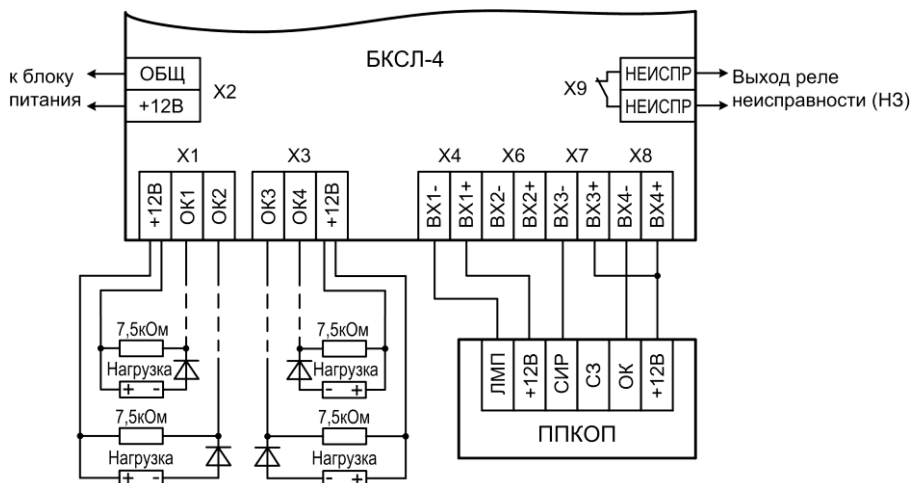 БКСЛ-4
к блоку
питания
ОБЩ
+12В
X2
X9
НЕИСПР
НЕИСПР
Выход реле
неисправности (НЗ)
X1
X3
X4
X6
X7
X8
+12В
ОК1
ОК2
ОК3
ОК4
+12В
ВХ1-
ВХ1+
ВХ2-
ВХ2+
ВХ3-
ВХ3+
ВХ4-
ВХ4+
7,5кОм
Нагрузка
+ -
7,5кОм
Нагрузка
+ -
7,5кОм
Нагрузка
- +
7,5кОм
Нагрузка
- +
ЛМП
+12В
СИР
СЗ
ОК
+12В
ППКОП